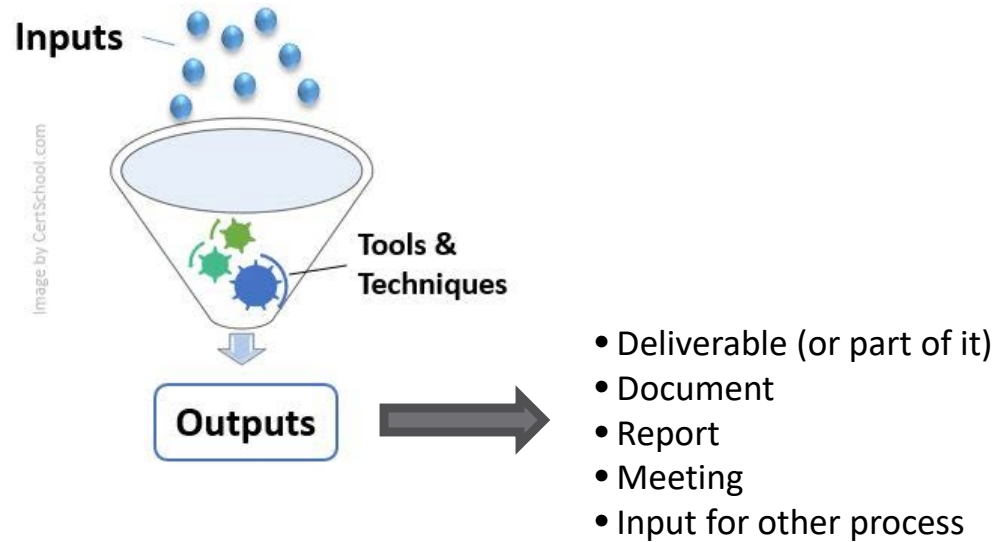 Inputs
Image by CertSchool.com
Tools &
Techniques
Outputs
• Deliverable (or part of it)
• Document
• Report
• Meeting
• Input for other process